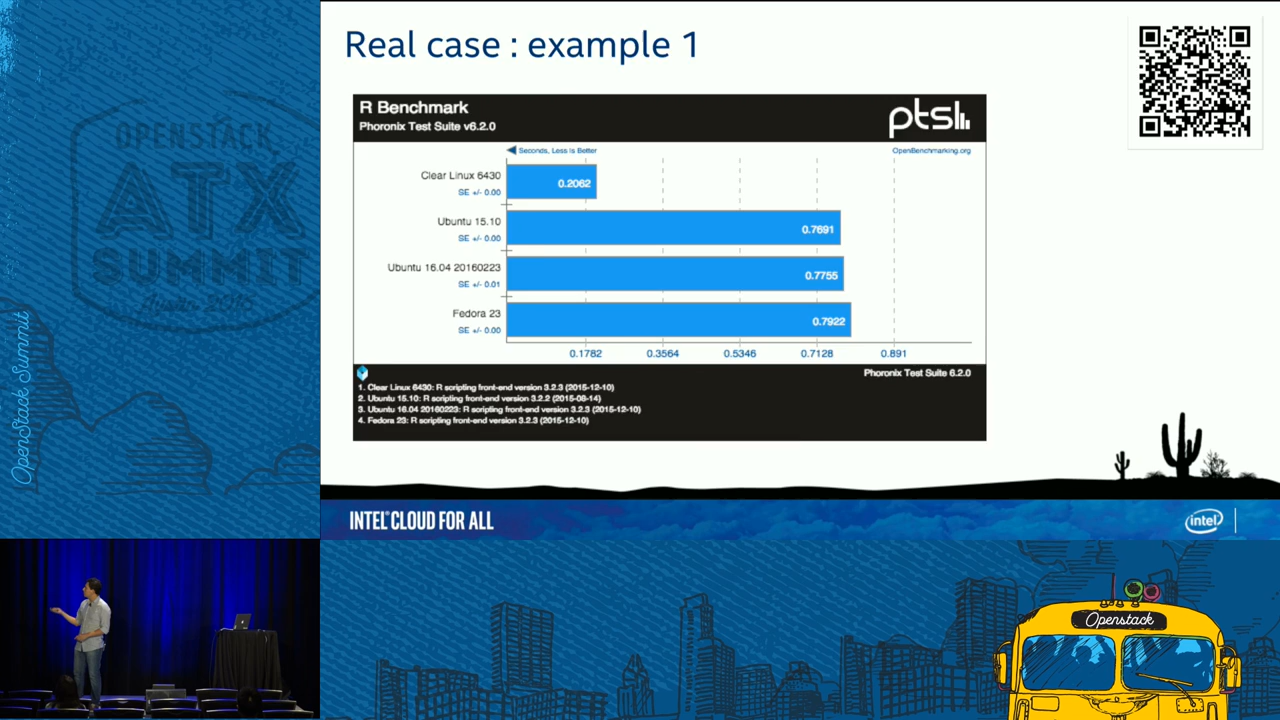 OPENSTACK
ATX
SUMMIT
OpenStack Summit
Real case : example 1
R Benchmark
Phoronix Test Suite v6.2.0
ptsl
Seconds, Less Is Better
OpenBenchmarking.org
Clear Linux 6430
SE +/- 0.00
0.2062
Ubuntu 15.10
SE +/- 0.00
0.7691
Ubuntu 16.04 20160223
SE +/- 0.01
0.7755
Fedora 23
SE +/- 0.00
0.7922
0.1782 0.3564 0.5346 0.7128 0.891
Phoronix Test Suite 6.2.0
1. Clear Linux 6430: R scripting front-end version 3.2.3 (2015-12-10)
2. Ubuntu 15.10: R scripting front-end version 3.2.2 (2015-08-14)
3. Ubuntu 16.04 20160223: R scripting front-end version 3.2.3 (2015-12-10)
4. Fedora 23: R scripting front-end version 3.2.3 (2015-12-10)
INTEL® CLOUD FOR ALL
intel
Openstack